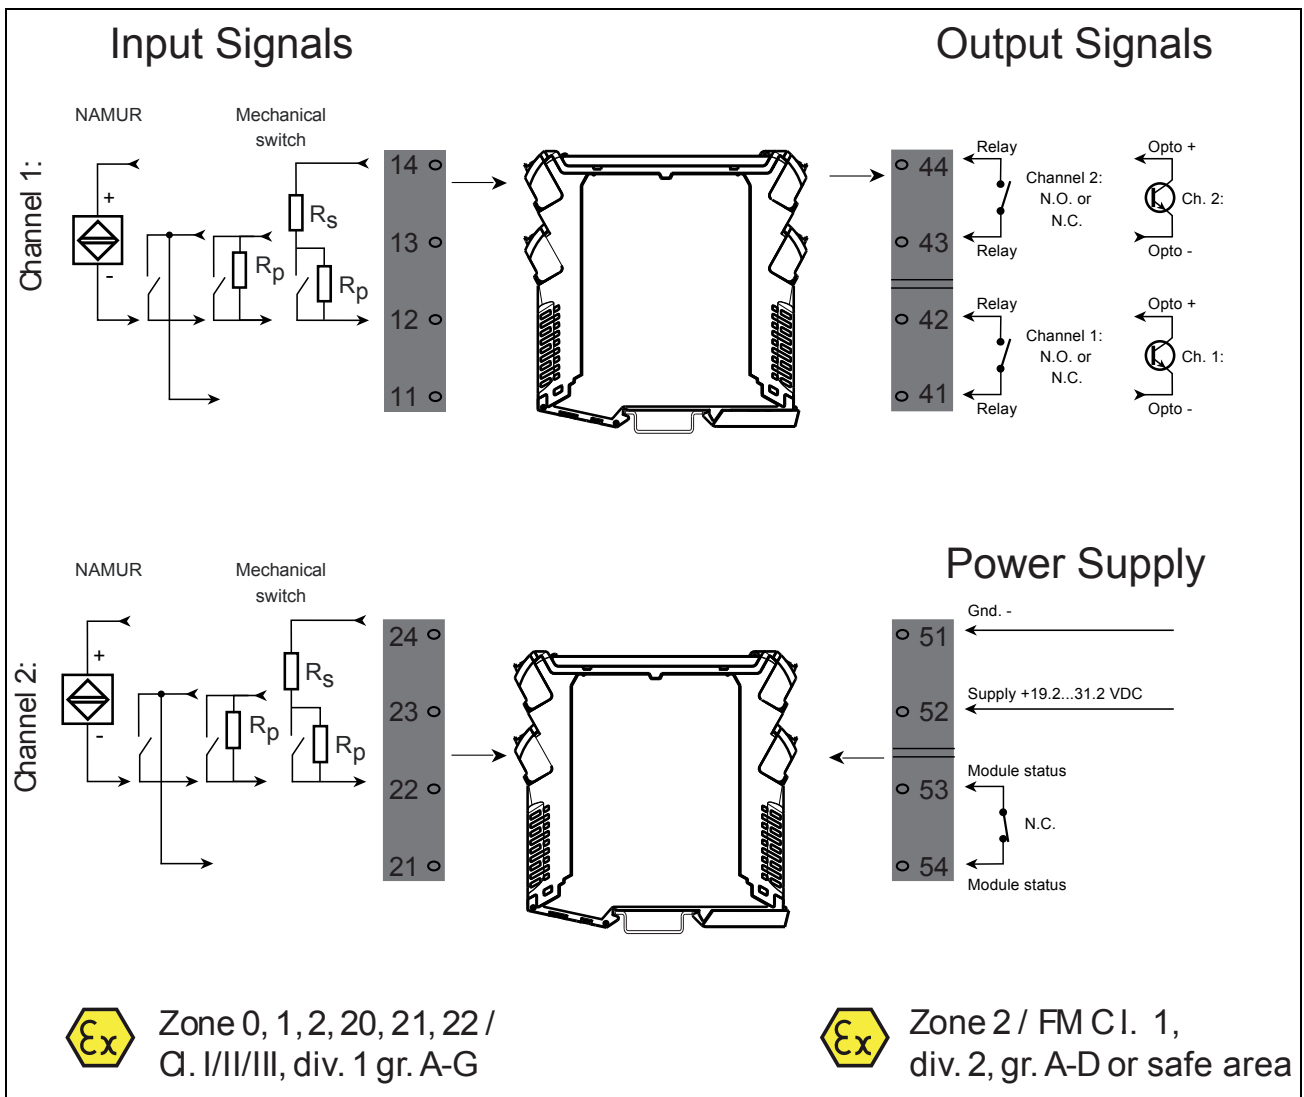 Input Signals
Output Signals
Channel 1:
NAMUR
Mechanical
switch
+
-
Rp
Rs
Rp
14
13
12
11
44
43
42
41
Relay
Channel 2:
N.O. or
N.C.
Relay
Opto +
Ch. 2:
Opto -
Relay
Channel 1:
N.O. or
N.C.
Relay
Opto +
Ch. 1:
Opto -
Channel 2:
NAMUR
Mechanical
switch
+
-
Rp
Rs
Rp
24
23
22
21
Power Supply
51
52
53
54
Gnd. -
Supply +19.2...31.2 VDC
Module status
N.C.
Module status
Ex
Zone 0, 1, 2, 20, 21, 22 /
Cl. I/II/III, div. 1 gr. A-G
Ex
Zone 2 / FM Cl. 1,
div. 2, gr. A-D or safe area